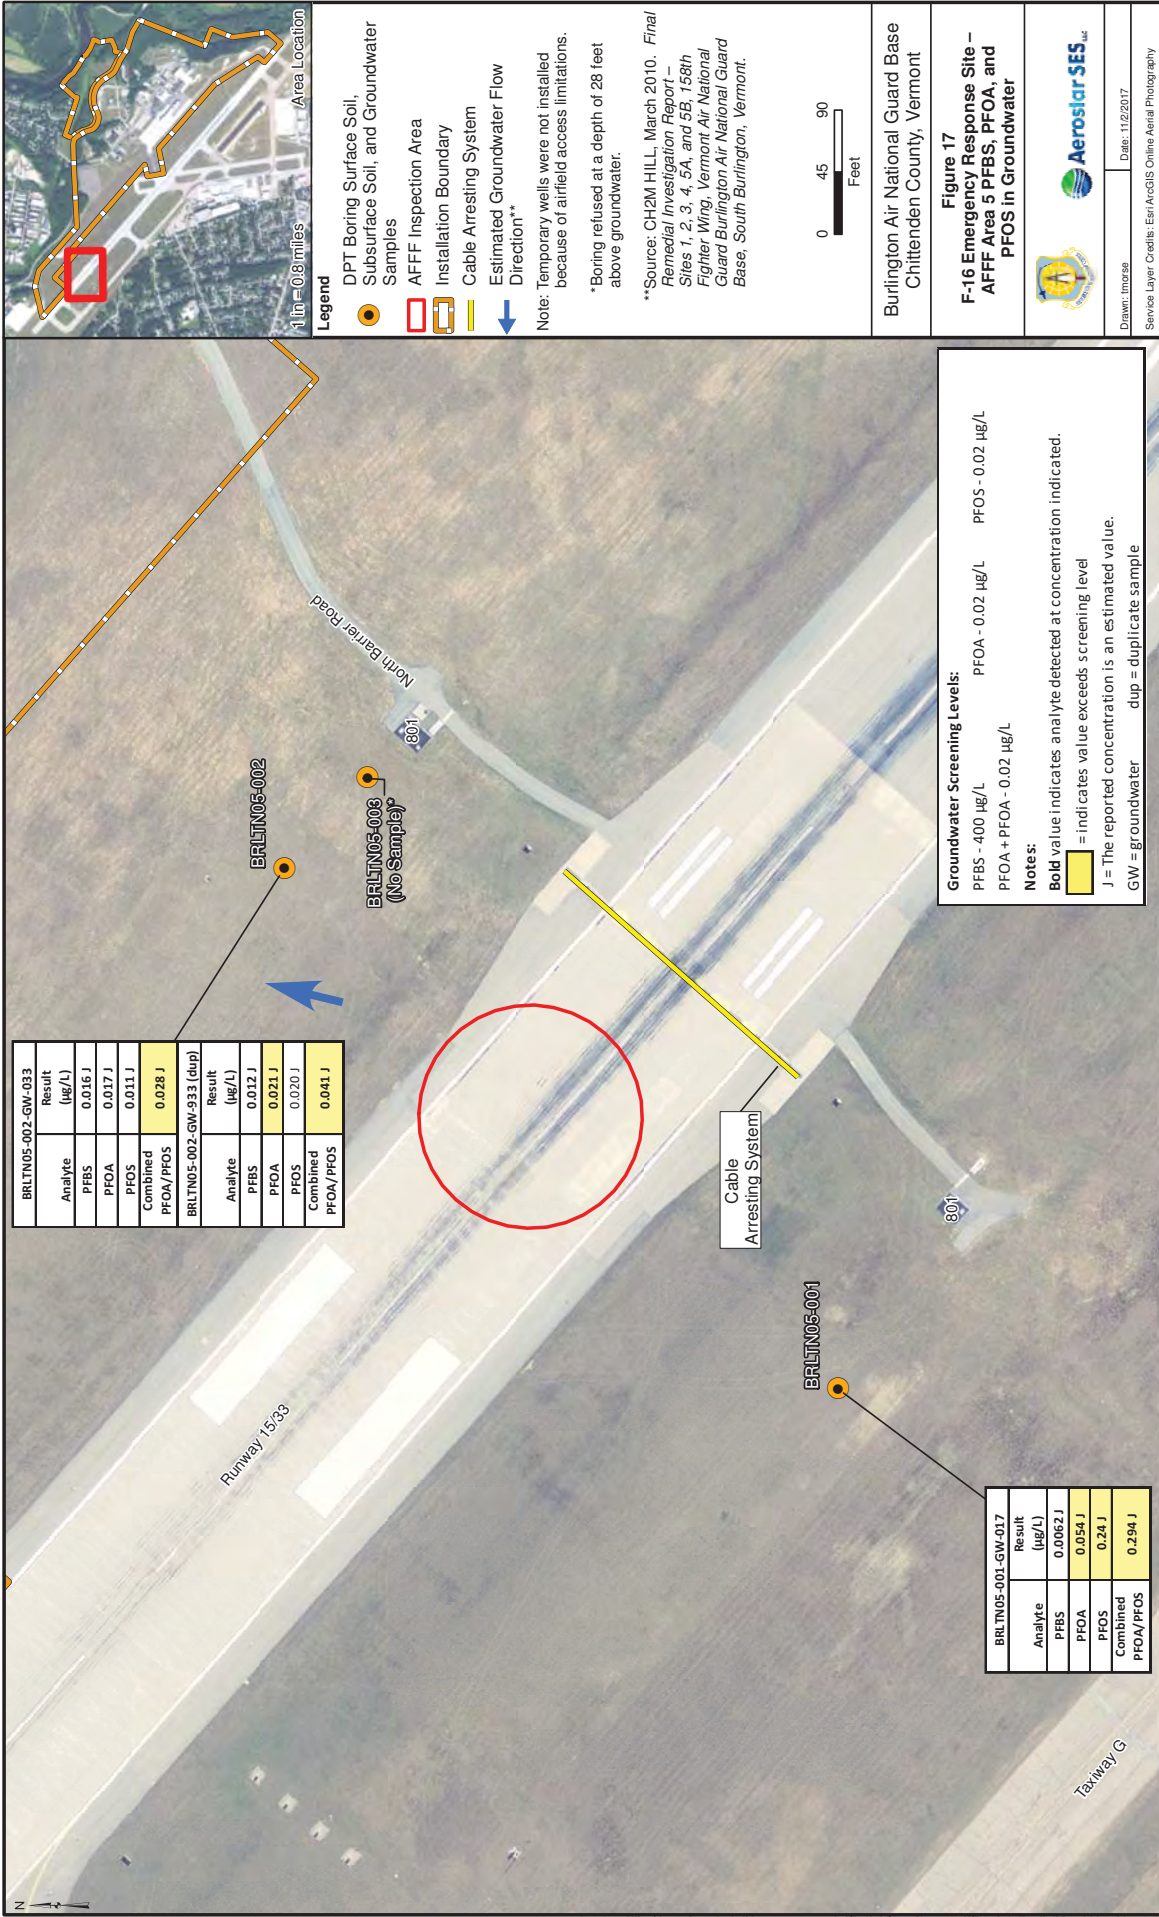 N
Runway 15/33
Taxiway G
North Barrier Road
801
801
Cable
Arresting System
BRLTN05-001
BRLTN05-002
BRLTN05-003
(No Sample)*
BRLTN05-002-GW-033
Analyte Result (µg/L)
PFBS 0.016 J
PFOA 0.017 J
PFOS 0.011 J
Combined PFOA/PFOS 0.028 J
BRLTN05-002-GW-933 (dup)
Analyte Result (µg/L)
PFBS 0.012 J
PFOA 0.021 J
PFOS 0.020 J
Combined PFOA/PFOS 0.041 J
BRLTN05-001-GW-017
Analyte Result (µg/L)
PFBS 0.0062 J
PFOA 0.054 J
PFOS 0.24 J
Combined PFOA/PFOS 0.294 J
Groundwater Screening Levels:
PFBS - 400 µg/L PFOA - 0.02 µg/L PFOS - 0.02 µg/L
PFOA + PFOA - 0.02 µg/L
Notes:
Bold value indicates analyte detected at concentration indicated.
= indicates value exceeds screening level
J = The reported concentration is an estimated value.
GW = groundwater dup = duplicate sample
1 in = 0.8 miles Area Location
Legend
DPT Boring Surface Soil,
Subsurface Soil, and Groundwater
Samples
AFFF Inspection Area
Installation Boundary
Cable Arresting System
Estimated Groundwater Flow
Direction**
Note: Temporary wells were not installed
because of airfield access limitations.
*Boring refused at a depth of 28 feet
above groundwater.
**Source: CH2M HILL, March 2010. Final
Remedial Investigation Report –
Sites 1, 2, 3, 4, 5A, and 5B, 158th
Fighter Wing, Vermont Air National
Guard Burlington Air National Guard
Base, South Burlington, Vermont.
0 45 90
Feet
Burlington Air National Guard Base
Chittenden County, Vermont
Figure 17
F-16 Emergency Response Site –
AFFF Area 5 PFBS, PFOA, and
PFOS in Groundwater
Aerostar SES LLC
Drawn: tmorse Date: 11/2/2017
Service Layer Credits: Esri ArcGIS Online Aerial Photography